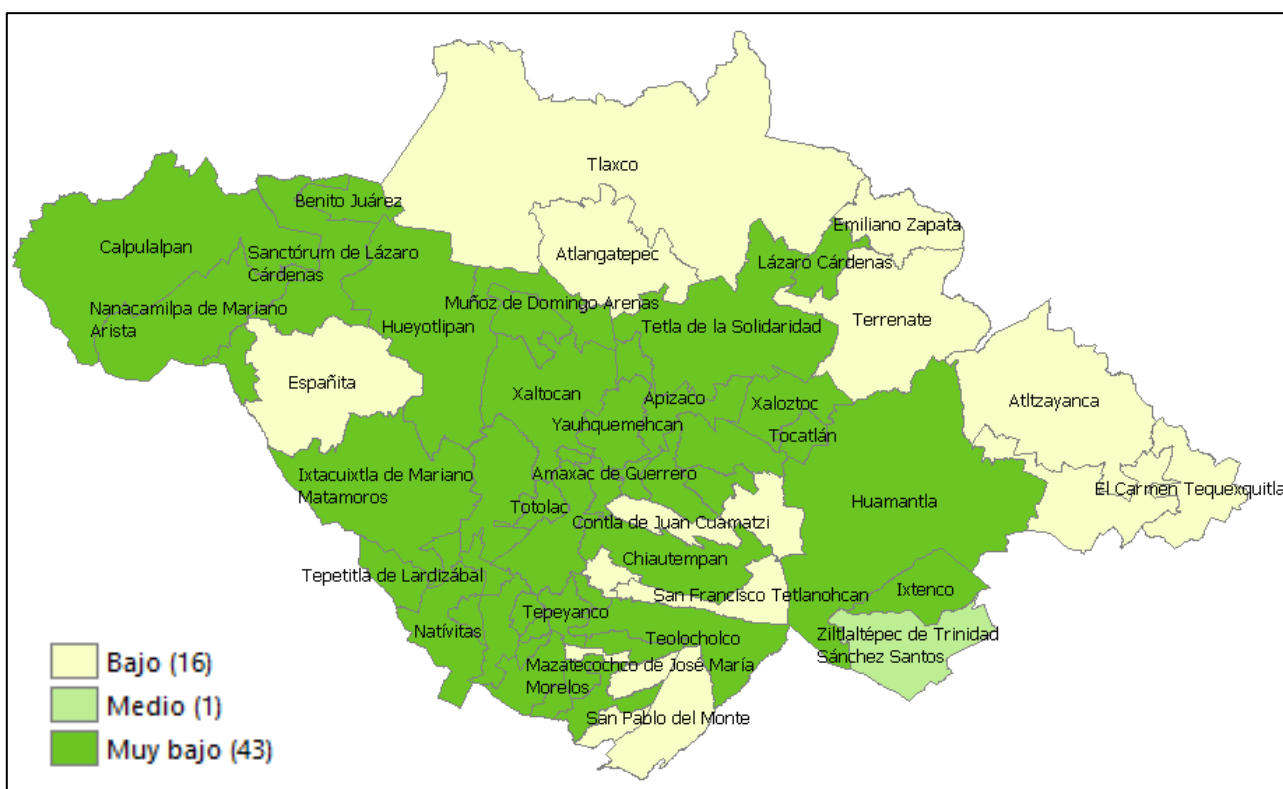 Tlaxco
Benito Juárez
Emiliano Zapata
Calpulalpan
Sanctórum de Lázaro
Cárdenas
Atlangatepec
Lázaro Cárdenas
Nanacamilpa de Mariano
Arista
Muñoz de Domingo Arenas
Hueyotlipan
Tetla de la Solidaridad
Terrenate
Españita
Xaltocan
Apizaco
Xaloztoc
Atltzayanca
Yauhquemehcan
Tocatlán
Ixtacuixtla de Mariano
Matamoros
Amaxac de Guerrero
Totolac
Huamantla
El Carmen Tequexquitla
Contla de Juan Cuamatzi
Chiautempan
Tepetitla de Lardizábal
San Francisco Tetlanohcan
Ixtenco
Tepeyanco
Natívitas
Teolocholco
Ziltlaltépec de Trinidad
Sánchez Santos
Mazatecochco de José María
Morelos
San Pablo del Monte
Bajo (16)
Medio (1)
Muy bajo (43)